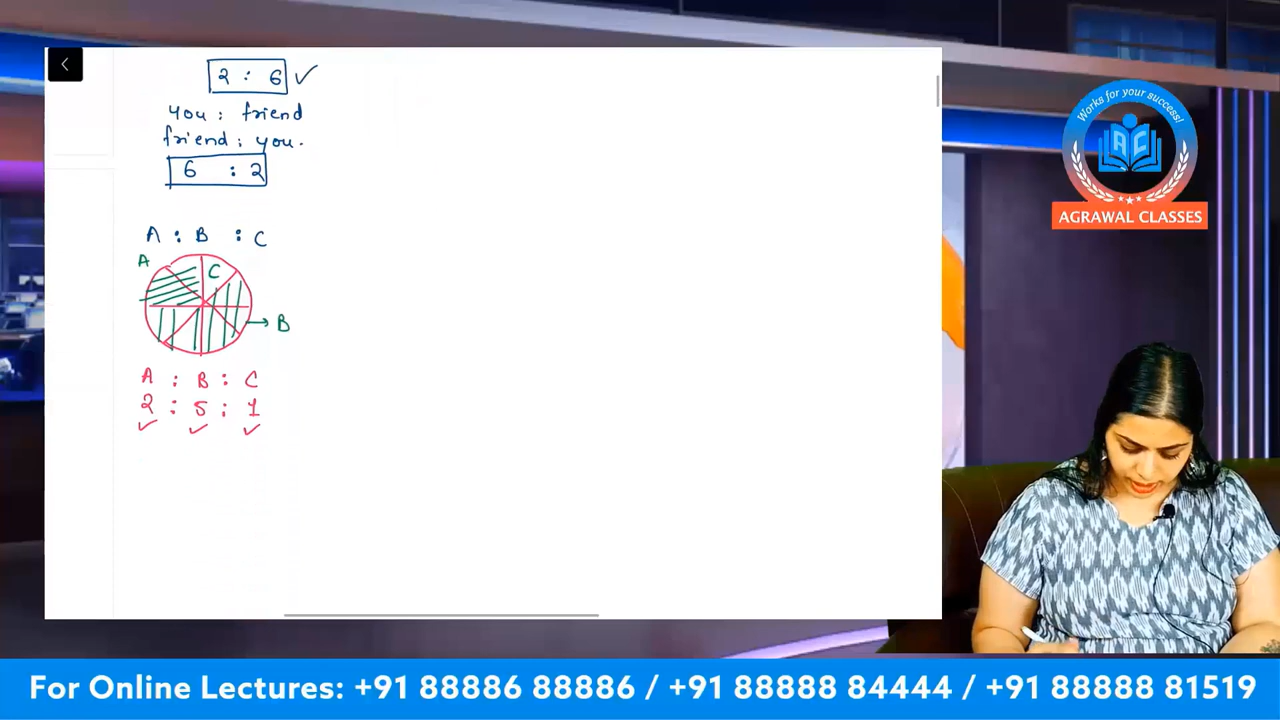 2 : 6
you : friend
friend : you.
6 : 2
A : B : C
A
C
B
A : B : C
2 : 5 : 1
Works for your success!
AC
AGRAWAL CLASSES
For Online Lectures: +91 88886 88886 / +91 88888 84444 / +91 88888 81519